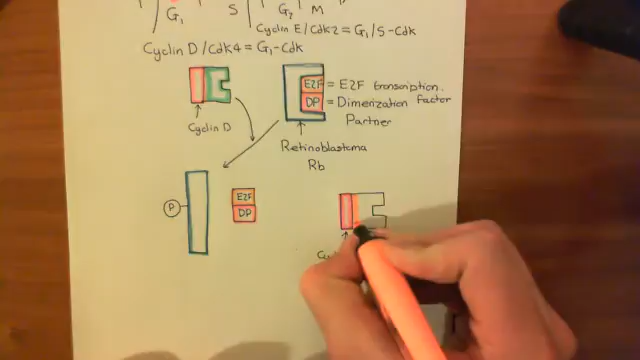 G₁ S G₂ M
Cyclin E/Cdk2 = G₁/S-Cdk
Cyclin D/Cdk4 = G₁-Cdk
E2F = E2F transcription
DP = Dimerization Factor
Partner
Cyclin D
Retinoblastoma
Rb
P
E2F
DP